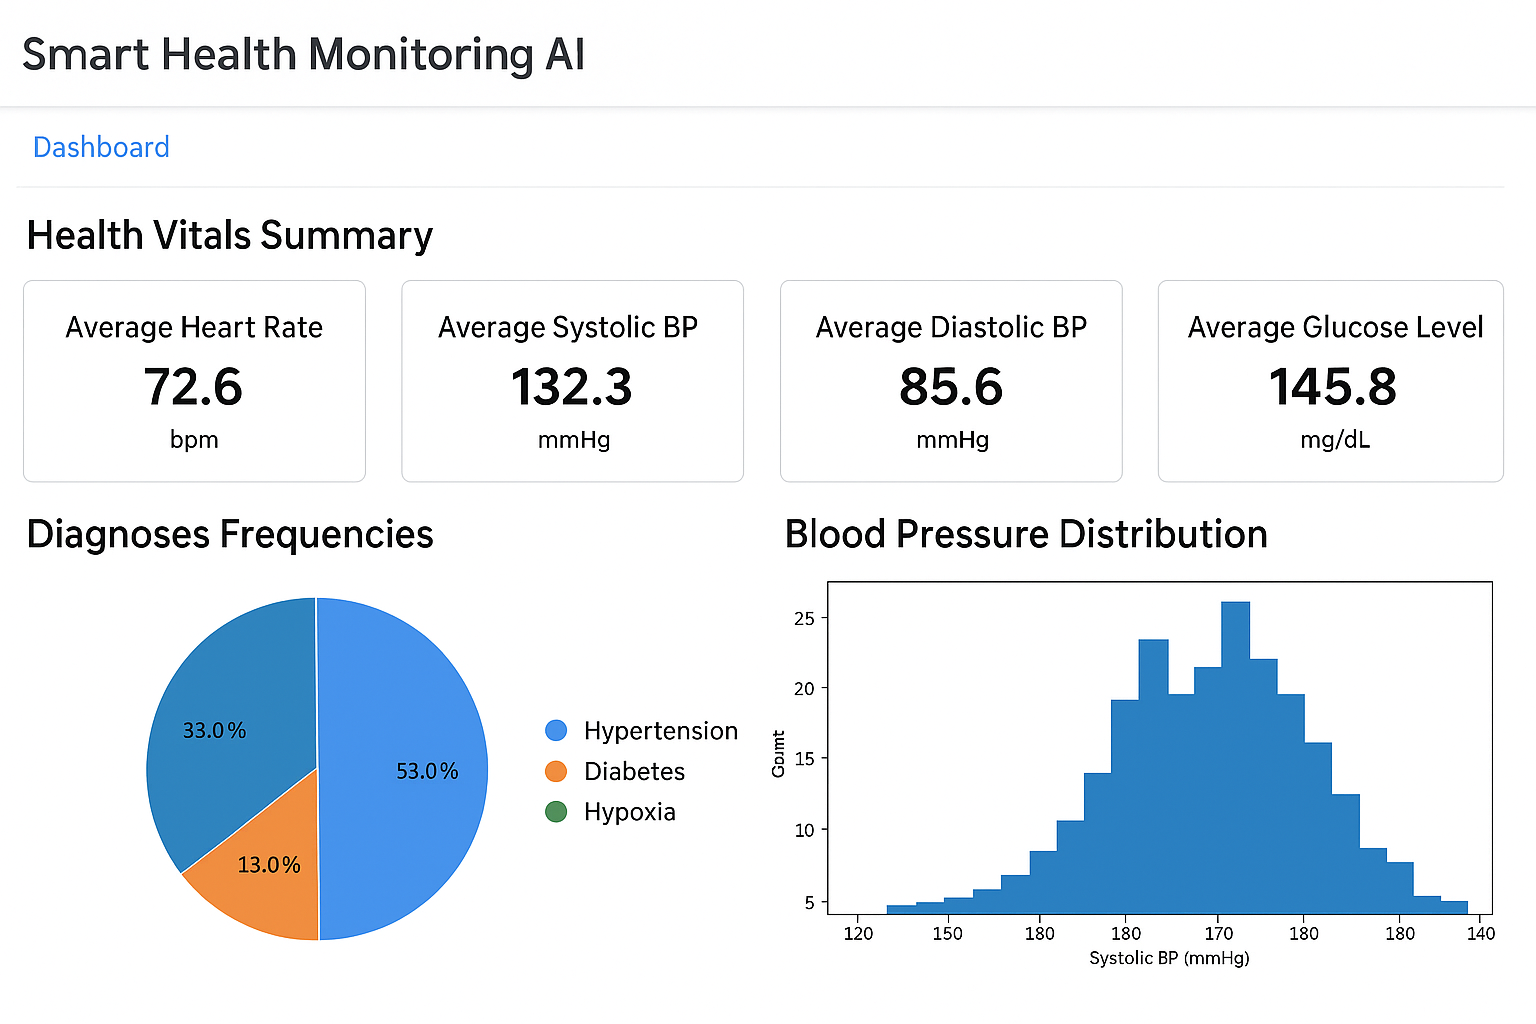 Smart Health Monitoring AI
Dashboard
Health Vitals Summary
Average Heart Rate
72.6
bpm
Average Systolic BP
132.3
mmHg
Average Diastolic BP
85.6
mmHg
Average Glucose Level
145.8
mg/dL
Diagnoses Frequencies
33.0%
53.0%
13.0%
Hypertension
Diabetes
Hypoxia
Blood Pressure Distribution
25
20
15
10
5
120 150 180 180 170 180 180 140
Systolic BP (mmHg)